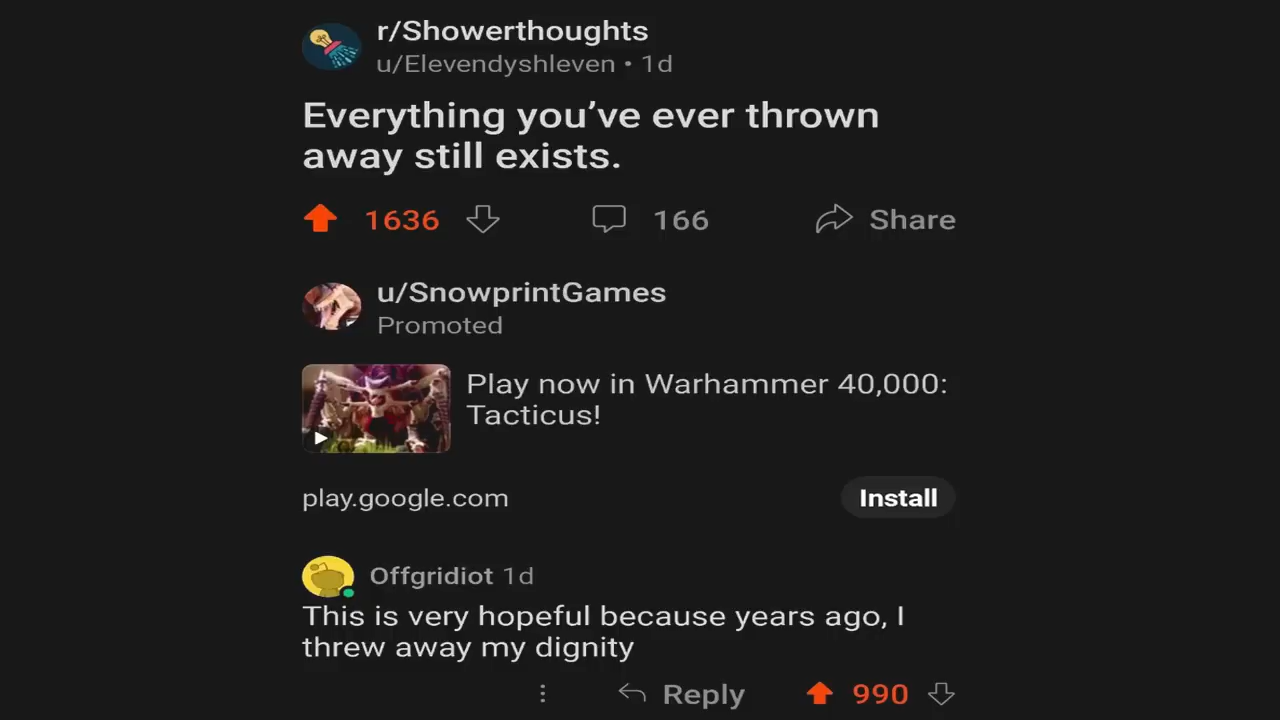 r/Showerthoughts
u/Elevendyshleven • 1d
Everything you’ve ever thrown
away still exists.
1636 166 Share
u/SnowprintGames
Promoted
Play now in Warhammer 40,000:
Tacticus!
play.google.com Install
Offgridiot 1d
This is very hopeful because years ago, I
threw away my dignity
Reply 990